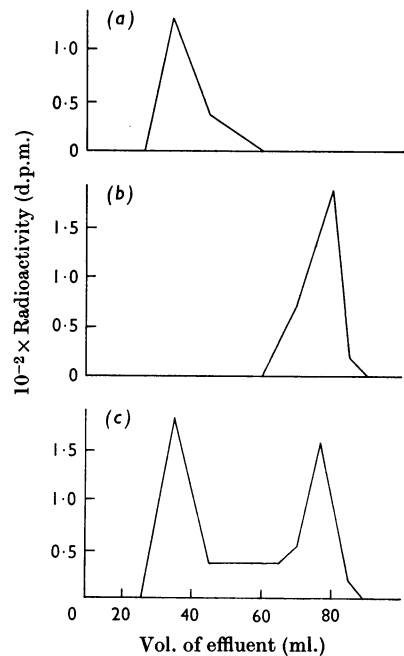 (a)
1·0
0·5
0
(b)
1·5
1·0
0·5
0
(c)
1·5
1·0
0·5
0 20 40 60 80
10⁻² × Radioactivity (d.p.m.)
Vol. of effluent (ml.)